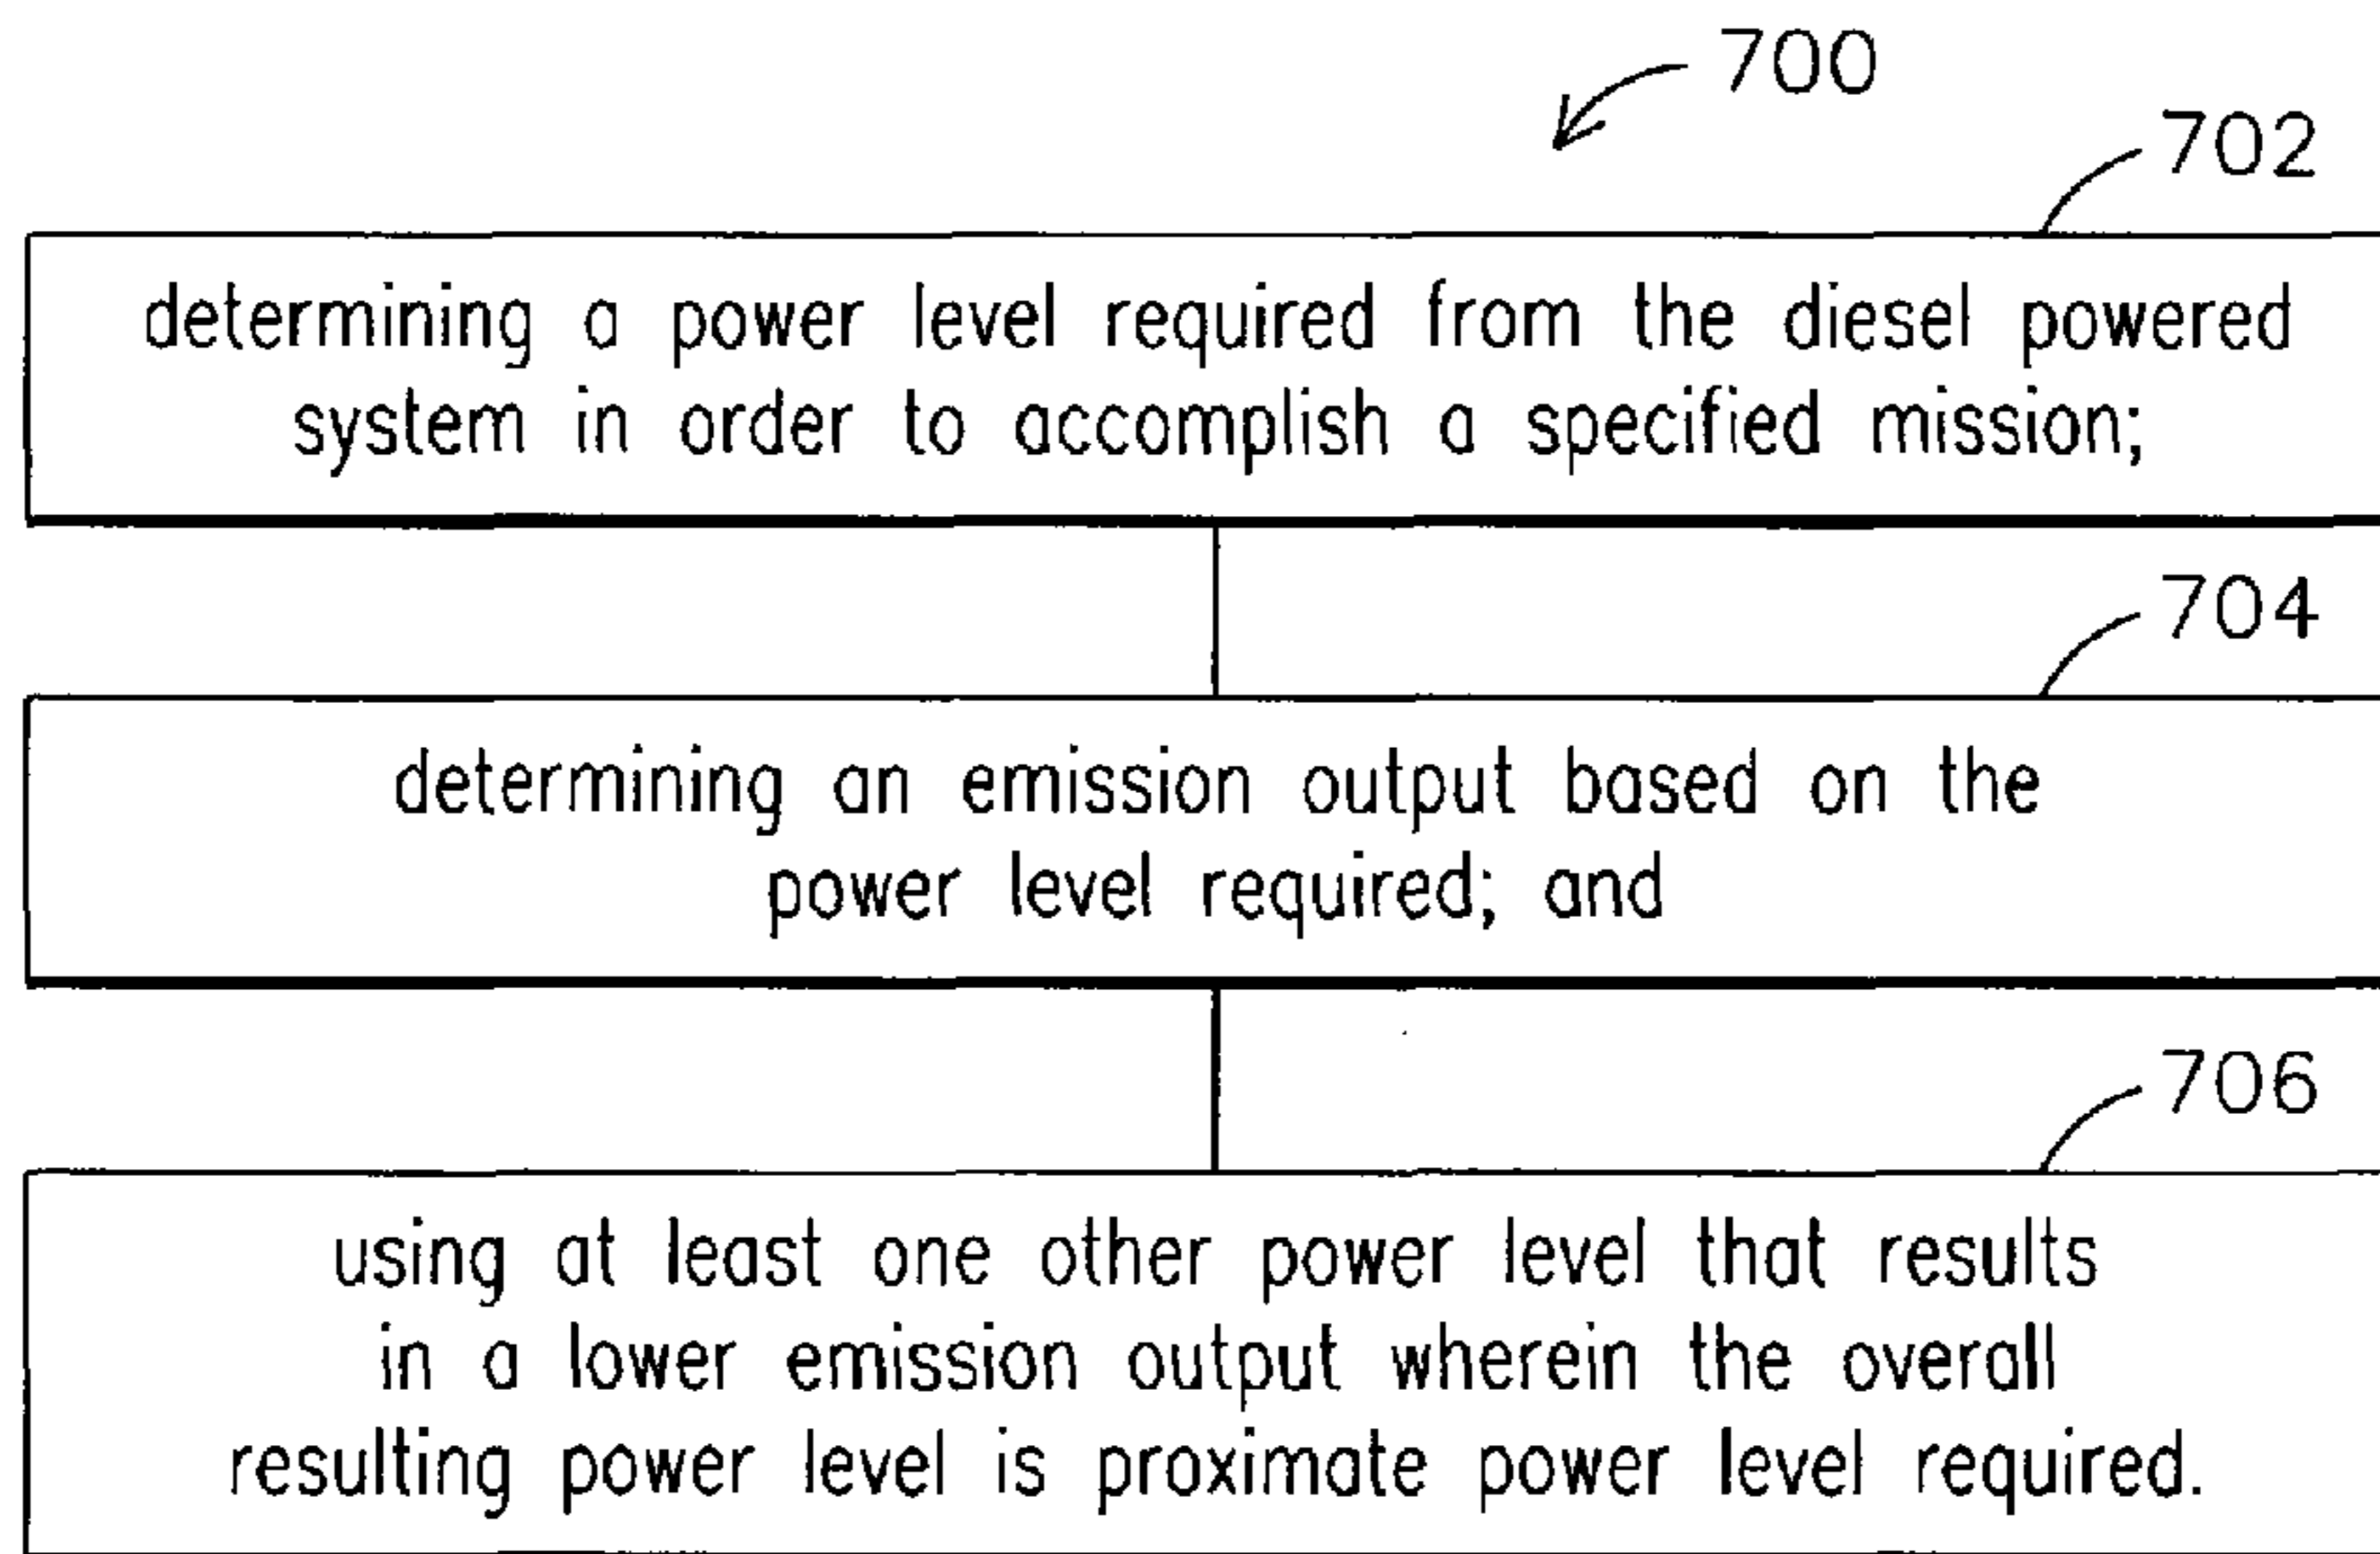 700
702
determining a power level required from the diesel powered
system in order to accomplish a specified mission;
704
determining an emission output based on the
power level required; and
706
using at least one other power level that results
in a lower emission output wherein the overall
resulting power level is proximate power level required.